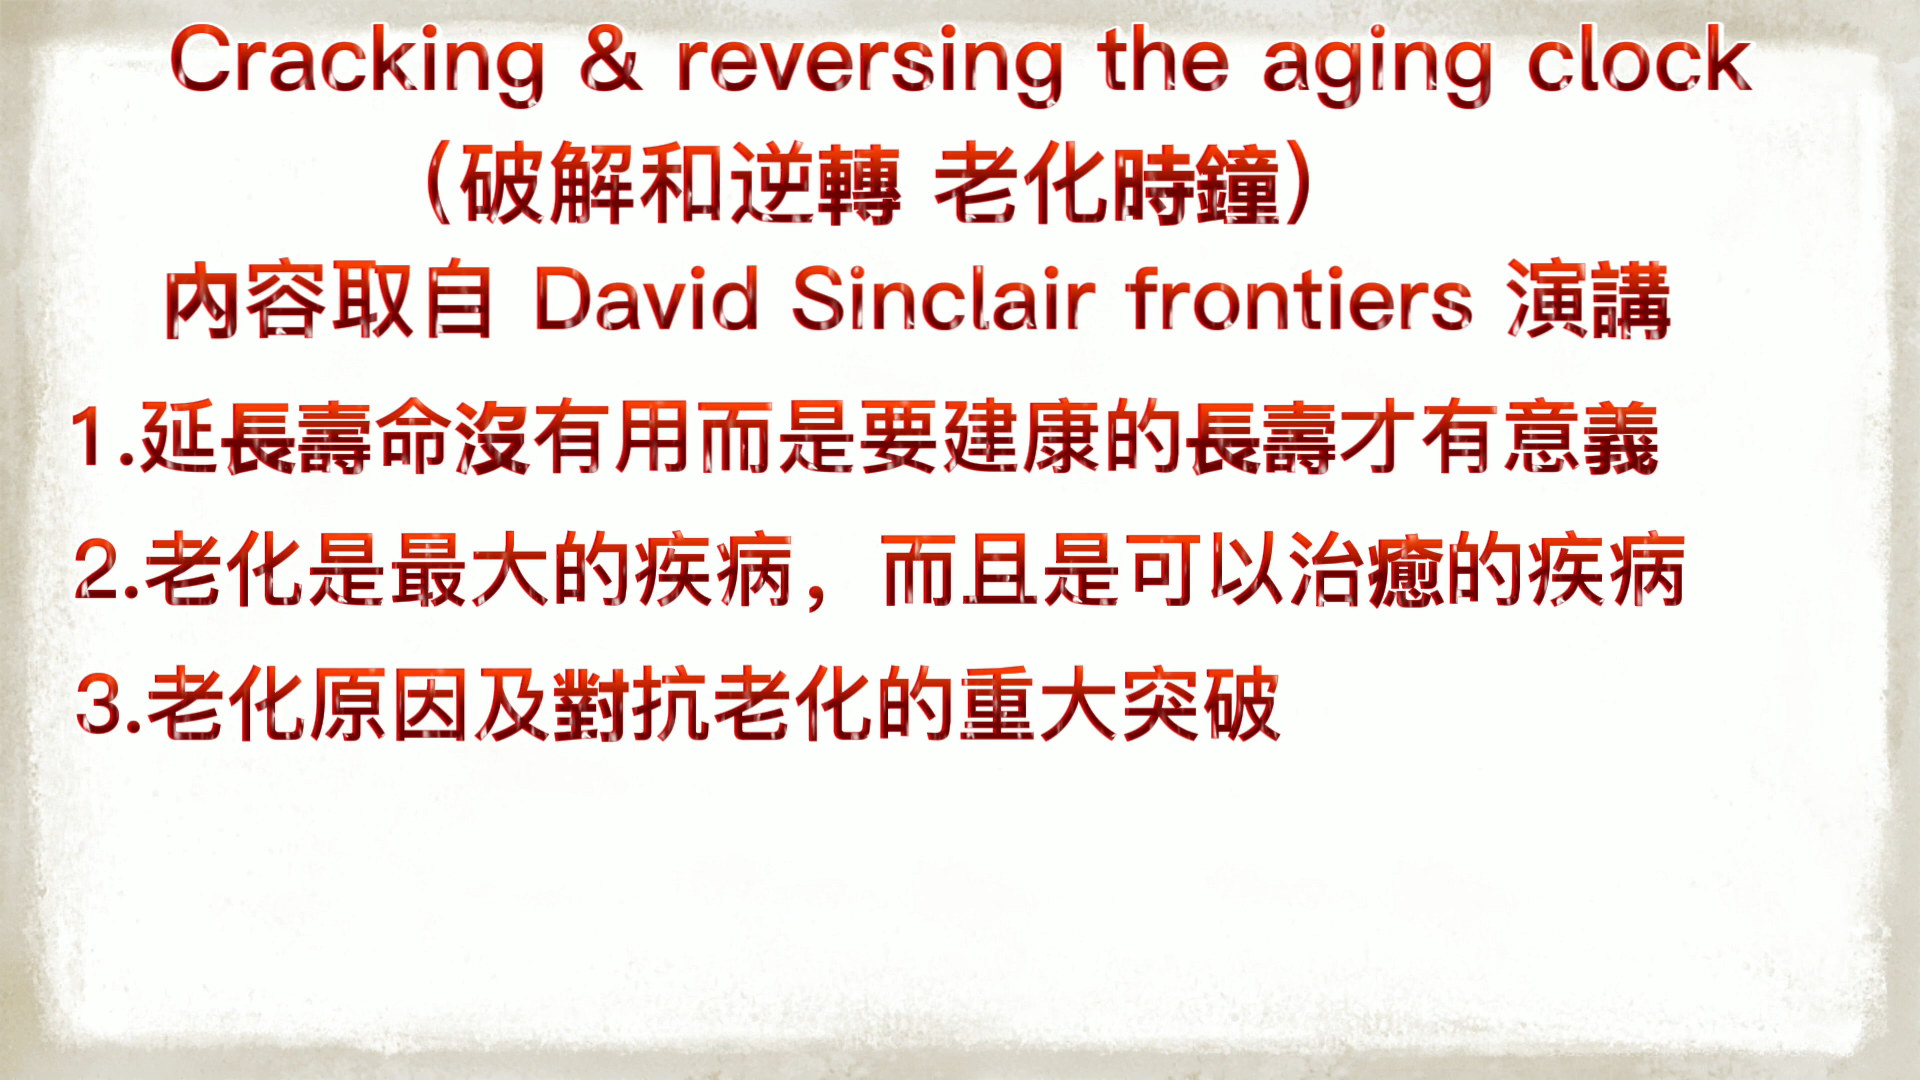 Cracking & reversing the aging clock
（破解和逆轉 老化時鐘）
內容取自 David Sinclair frontiers 演講
1.延長壽命沒有用而是要建康的長壽才有意義
2.老化是最大的疾病，而且是可以治癒的疾病
3.老化原因及對抗老化的重大突破